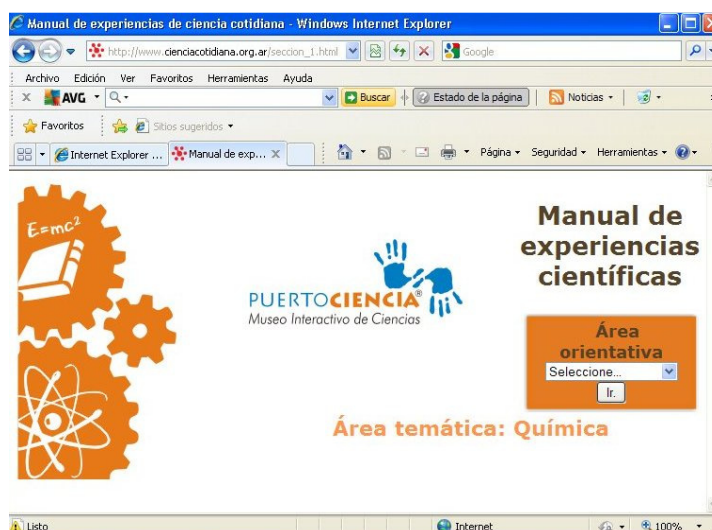 Manual de experiencias de ciencia cotidiana - Windows Internet Explorer
http://www.cienciacotidiana.org.ar/seccion_1.html
Google
Archivo Edición Ver Favoritos Herramientas Ayuda
x AVG Buscar Estado de la página Noticias
Favoritos Sitios sugeridos
Internet Explorer ... Manual de exp... X Página Seguridad Herramientas
E=mc²
Manual de
experiencias
científicas
PUERTOCIENCIA®
Museo Interactivo de Ciencias
Área
orientativa
Seleccione...
Ir.
Área temática: Química
Listo Internet 100%